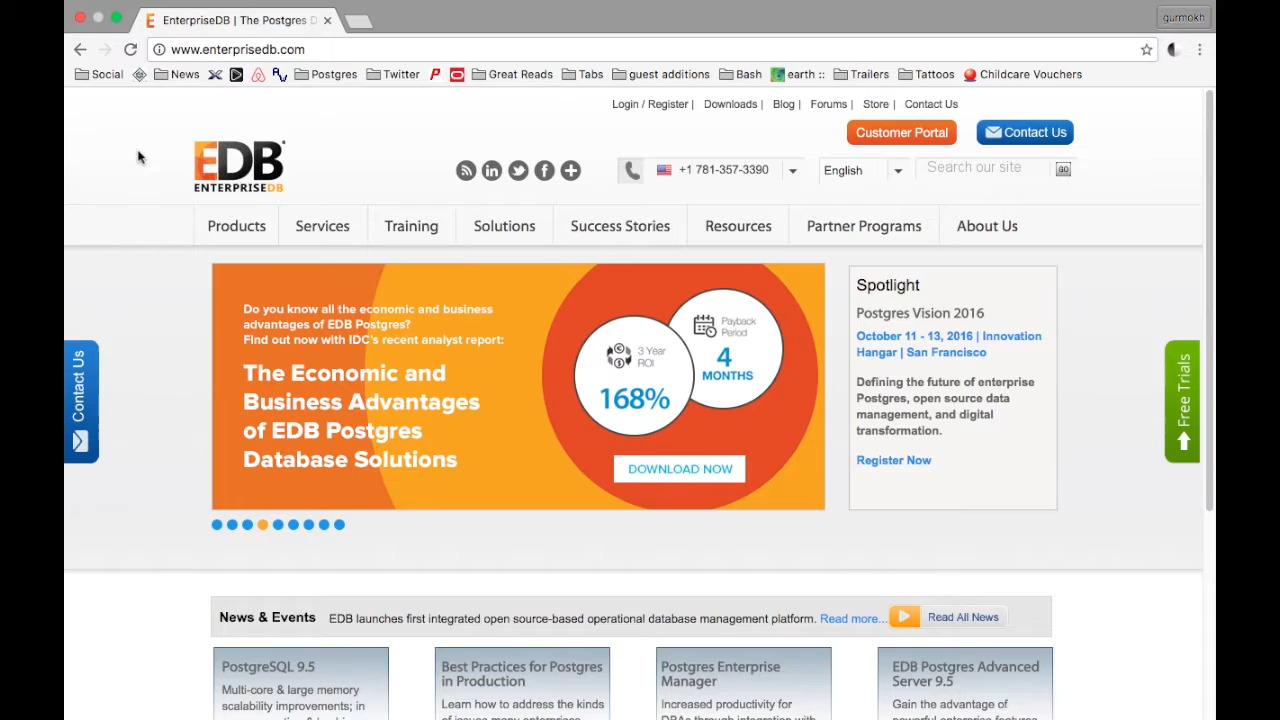 EnterpriseDB | The Postgres D
gurmokh
www.enterprisedb.com
Social
News
Postgres
Twitter
Great Reads
Tabs
guest additions
Bash
earth ::
Trailers
Tattoos
Childcare Vouchers
Login / Register | Downloads | Blog | Forums | Store | Contact Us
Customer Portal
Contact Us
EDB
ENTERPRISEDB
+1 781-357-3390
English
Search our site
GO
Products
Services
Training
Solutions
Success Stories
Resources
Partner Programs
About Us
Do you know all the economic and business
advantages of EDB Postgres?
Find out now with IDC's recent analyst report:
The Economic and
Business Advantages
of EDB Postgres
Database Solutions
3 Year
ROI
168%
Payback
Period
4
MONTHS
DOWNLOAD NOW
Spotlight
Postgres Vision 2016
October 11 - 13, 2016 | Innovation
Hangar | San Francisco
Defining the future of enterprise
Postgres, open source data
management, and digital
transformation.
Register Now
Contact Us
Free Trials
News & Events
EDB launches first integrated open source-based operational database management platform. Read more...
Read All News
PostgreSQL 9.5
Multi-core & large memory
scalability improvements; in
Best Practices for Postgres
in Production
Learn how to address the kinds
Postgres Enterprise
Manager
Increased productivity for
EDB Postgres Advanced
Server 9.5
Gain the advantage of